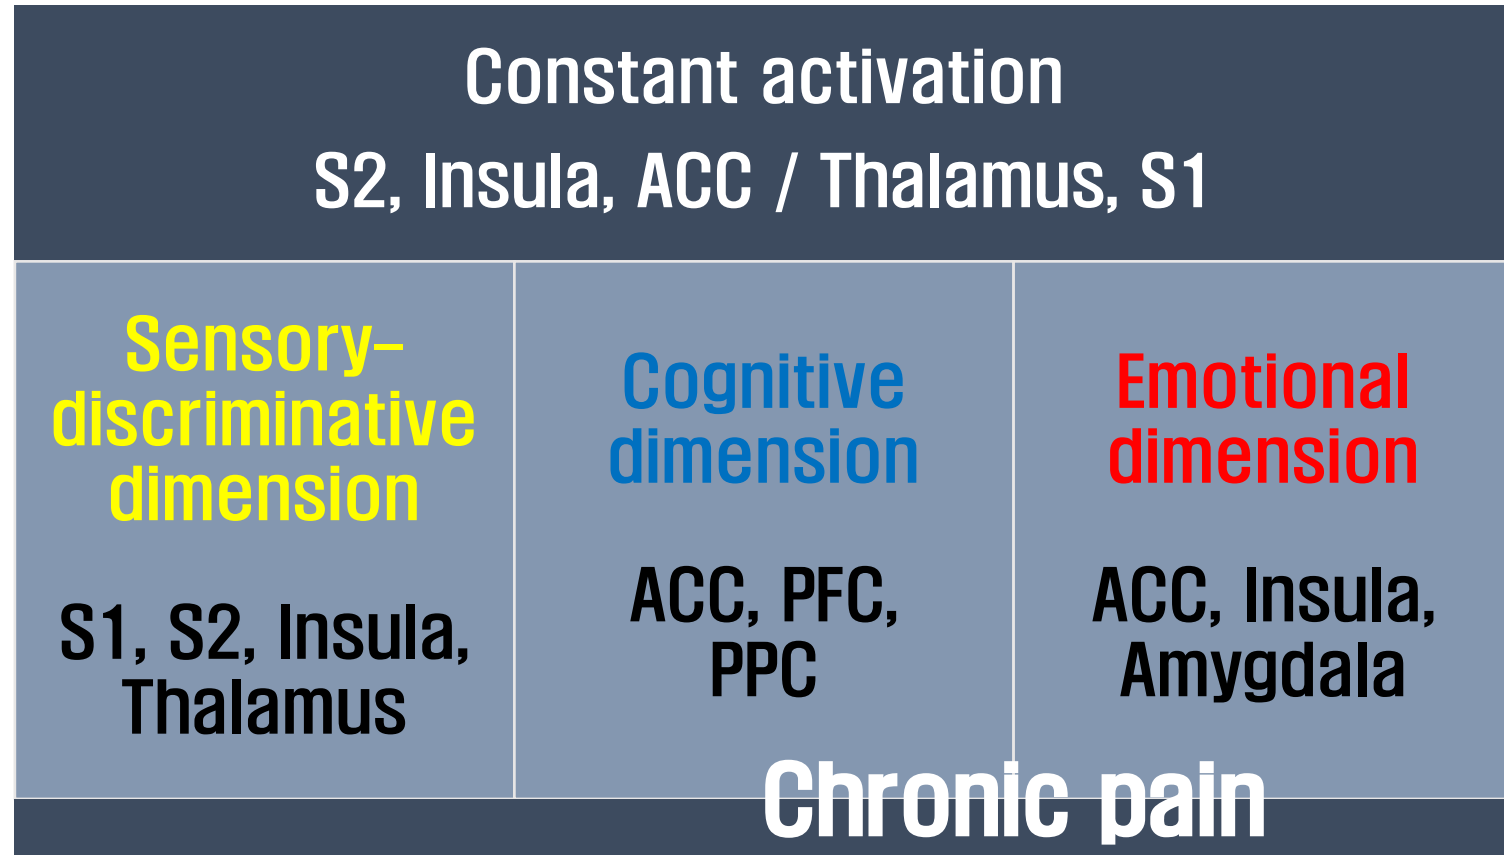 Constant activation
S2, Insula, ACC / Thalamus, S1
Sensory-
discriminative
dimension
S1, S2, Insula,
Thalamus
Cognitive
dimension
ACC, PFC,
PPC
Emotional
dimension
ACC, Insula,
Amygdala
Chronic pain